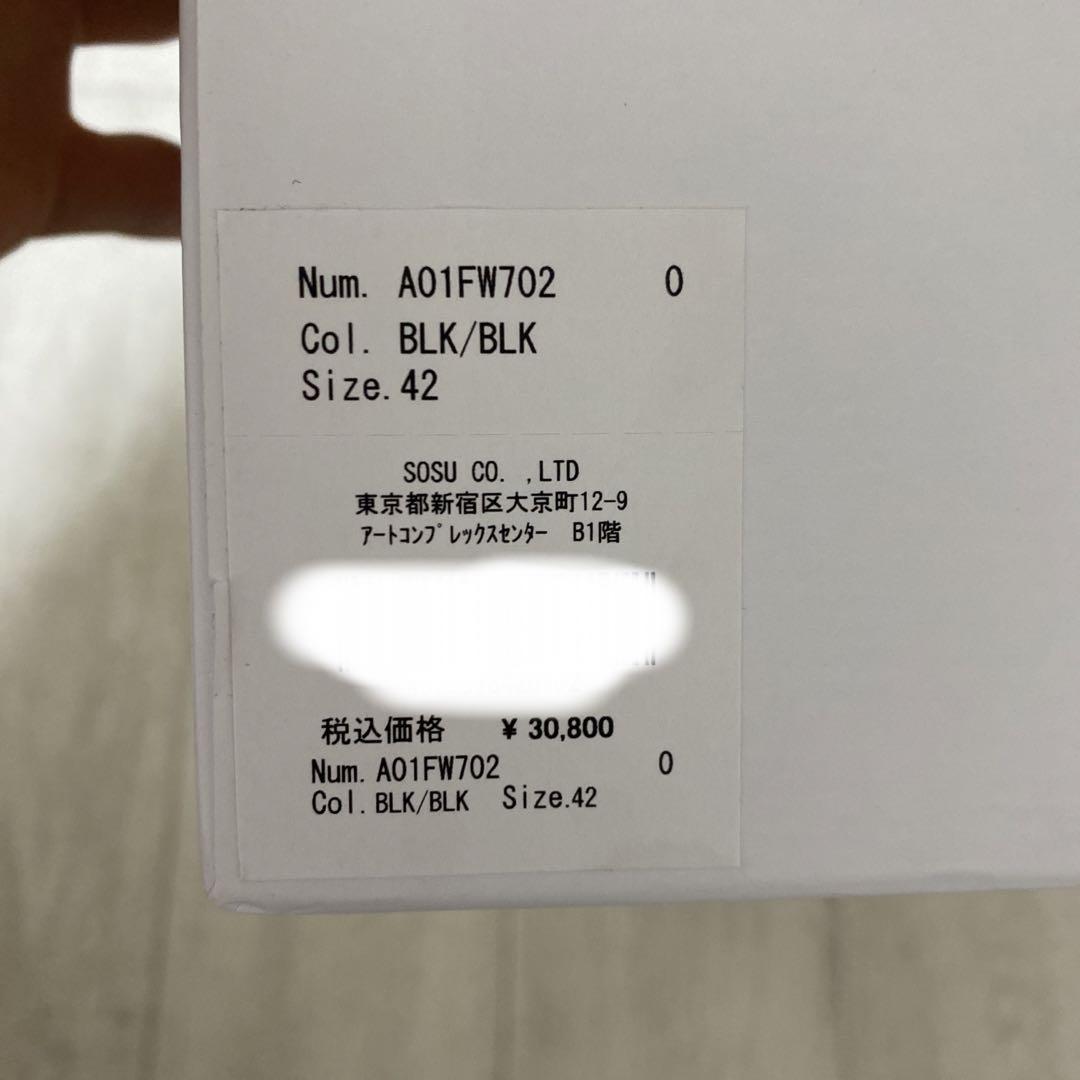 Num. A01FW702 0
Col. BLK/BLK
Size.42
SOSU CO. ,LTD
東京都新宿区大京町12-9
ｱｰﾄｺﾝﾌﾟﾚｯｸｽｾﾝﾀｰ B1階
税込価格 ¥ 30,800
Num. A01FW702 0
Col. BLK/BLK Size.42